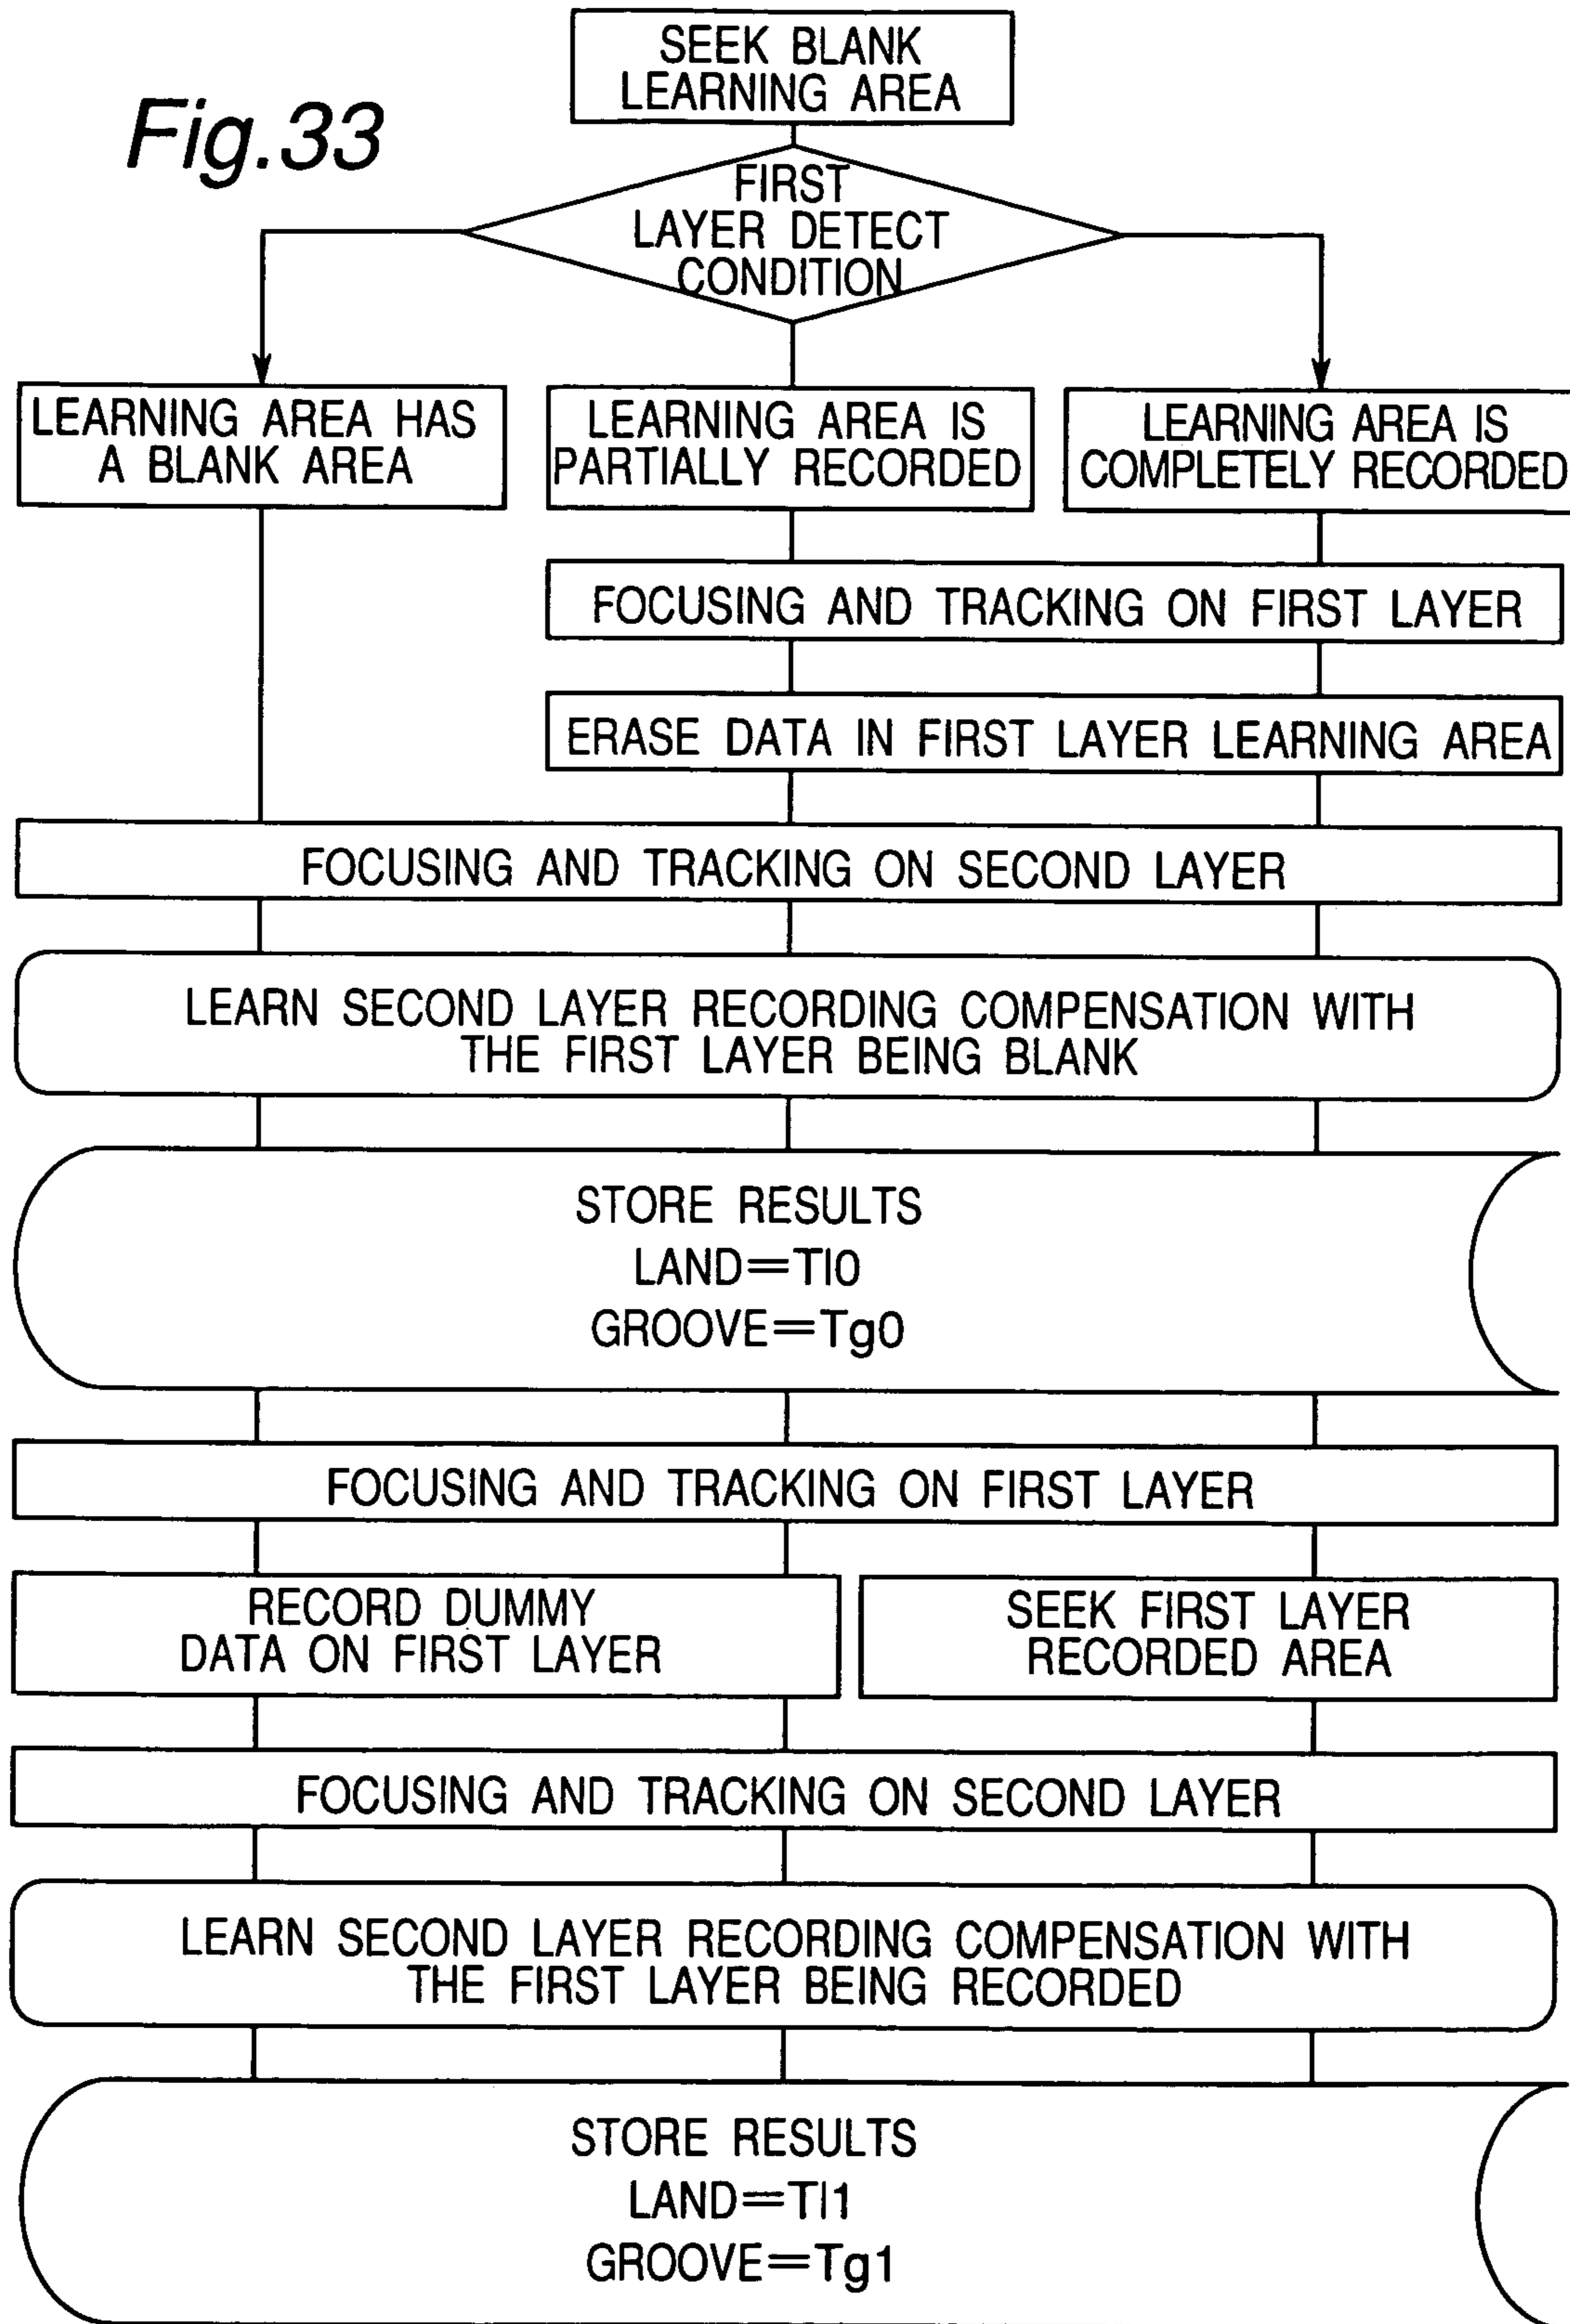 Fig.33
SEEK BLANK
LEARNING AREA
FIRST
LAYER DETECT
CONDITION
LEARNING AREA HAS
A BLANK AREA
LEARNING AREA IS
PARTIALLY RECORDED
LEARNING AREA IS
COMPLETELY RECORDED
FOCUSING AND TRACKING ON FIRST LAYER
ERASE DATA IN FIRST LAYER LEARNING AREA
FOCUSING AND TRACKING ON SECOND LAYER
LEARN SECOND LAYER RECORDING COMPENSATION WITH
THE FIRST LAYER BEING BLANK
STORE RESULTS
LAND=Tl0
GROOVE=Tg0
FOCUSING AND TRACKING ON FIRST LAYER
RECORD DUMMY
DATA ON FIRST LAYER
SEEK FIRST LAYER
RECORDED AREA
FOCUSING AND TRACKING ON SECOND LAYER
LEARN SECOND LAYER RECORDING COMPENSATION WITH
THE FIRST LAYER BEING RECORDED
STORE RESULTS
LAND=Tl1
GROOVE=Tg1